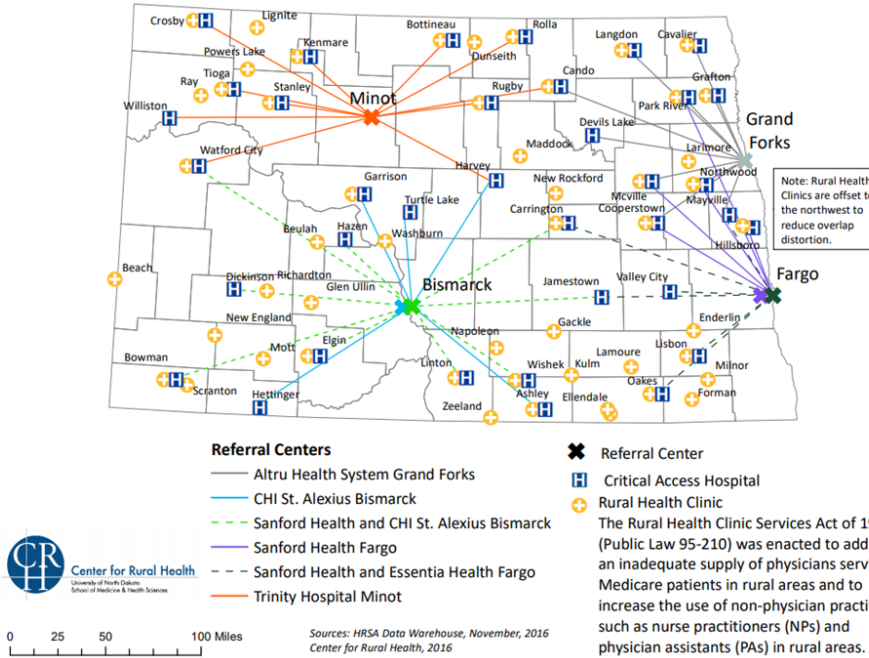 Crosby
Lignite
Bottineau
Rolla
Langdon
Cavalier
Powers Lake
Kenmare
Dunseith
Cando
Grafton
Ray
Tioga
Stanley
Minot
Rugby
Park River
Williston
Devils Lake
Grand
Forks
Maddock
Larimore
Watford City
Garrison
Harvey
New Rockford
Northwood
Turtle Lake
Mcville
Mayville
Carrington
Cooperstown
Note: Rural Health
Clinics are offset to
the northwest to
reduce overlap
distortion.
Beulah
Hazen
Washburn
Hillsboro
Beach
Dickinson
Richardton
Glen Ullin
Bismarck
Jamestown
Valley City
Fargo
New England
Napoleon
Gackle
Enderlin
Bowman
Mott
Elgin
Linton
Wishek
Kulm
Lamoure
Lisbon
Milnor
Scranton
Hettinger
Zeeland
Ashley
Ellendale
Oakes
Forman
Referral Centers
Altru Health System Grand Forks
CHI St. Alexius Bismarck
Sanford Health and CHI St. Alexius Bismarck
Sanford Health Fargo
Sanford Health and Essentia Health Fargo
Trinity Hospital Minot
Referral Center
H Critical Access Hospital
Rural Health Clinic
The Rural Health Clinic Services Act of
(Public Law 95-210) was enacted to
an inadequate supply of physicians
Medicare patients in rural areas and to
increase the use of non-physician
such as nurse practitioners (NPs) and
physician assistants (PAs) in rural areas.
CRH
Center for Rural Health
University of North Dakota
School of Medicine & Health Sciences
0 25 50 100 Miles
Sources: HRSA Data Warehouse, November, 2016
Center for Rural Health, 2016